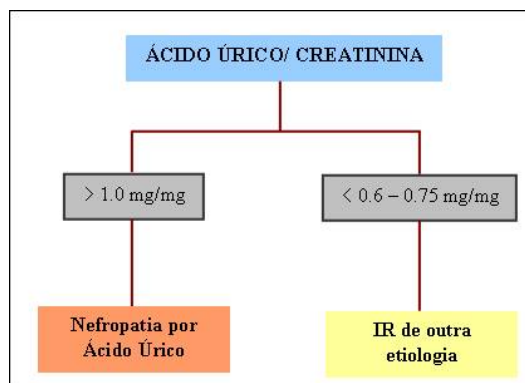 ÁCIDO ÚRICO/ CREATININA
> 1.0 mg/mg
< 0.6 – 0.75 mg/mg
Nefropatia por
Ácido Úrico
IR de outra
etiologia